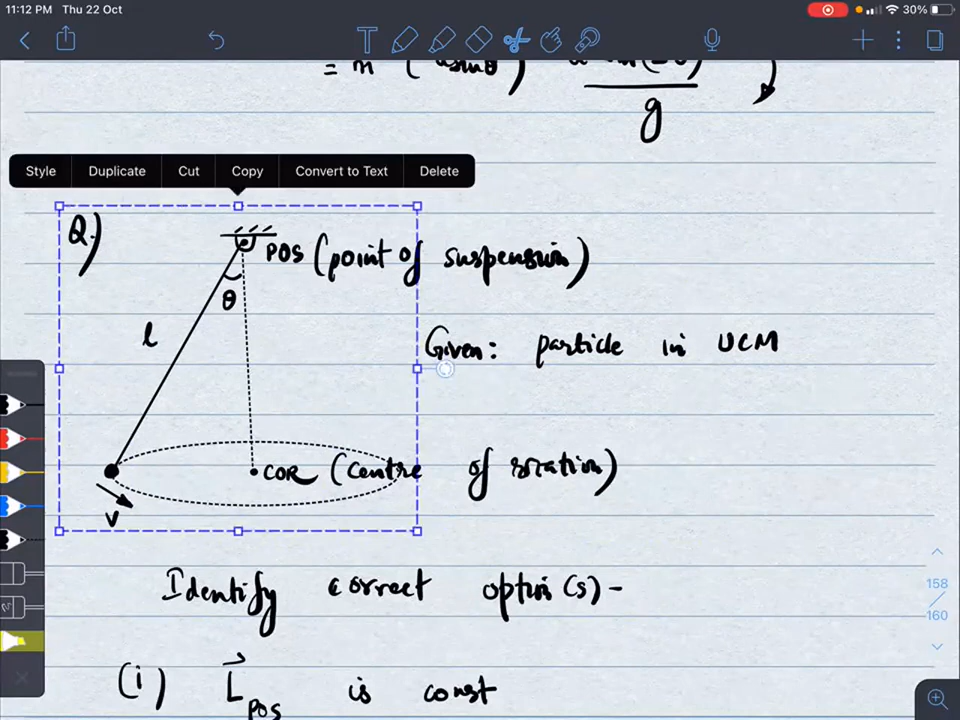 11:12 PM Thu 22 Oct 30%
T
Style Duplicate Cut Copy Convert to Text Delete
g
Q.)
POS (point of suspension)
θ
l
Given: particle in UCM
COR (centre of rotation)
v
Identify correct option(s) -
158
160
(i) L⃗POS is const